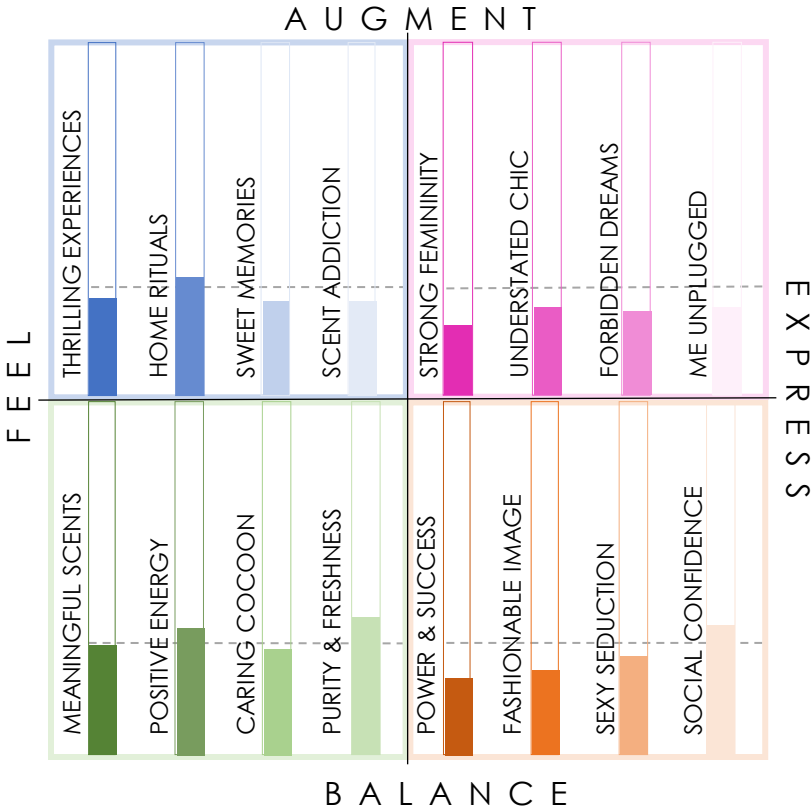 AUGMENT
THRILLING EXPERIENCES
HOME RITUALS
SWEET MEMORIES
SCENT ADDICTION
STRONG FEMININITY
UNDERSTATED CHIC
FORBIDDEN DREAMS
ME UNPLUGGED
FEEL
EXPRESS
MEANINGFUL SCENTS
POSITIVE ENERGY
CARING COCOON
PURITY & FRESHNESS
POWER & SUCCESS
FASHIONABLE IMAGE
SEXY SEDUCTION
SOCIAL CONFIDENCE
BALANCE